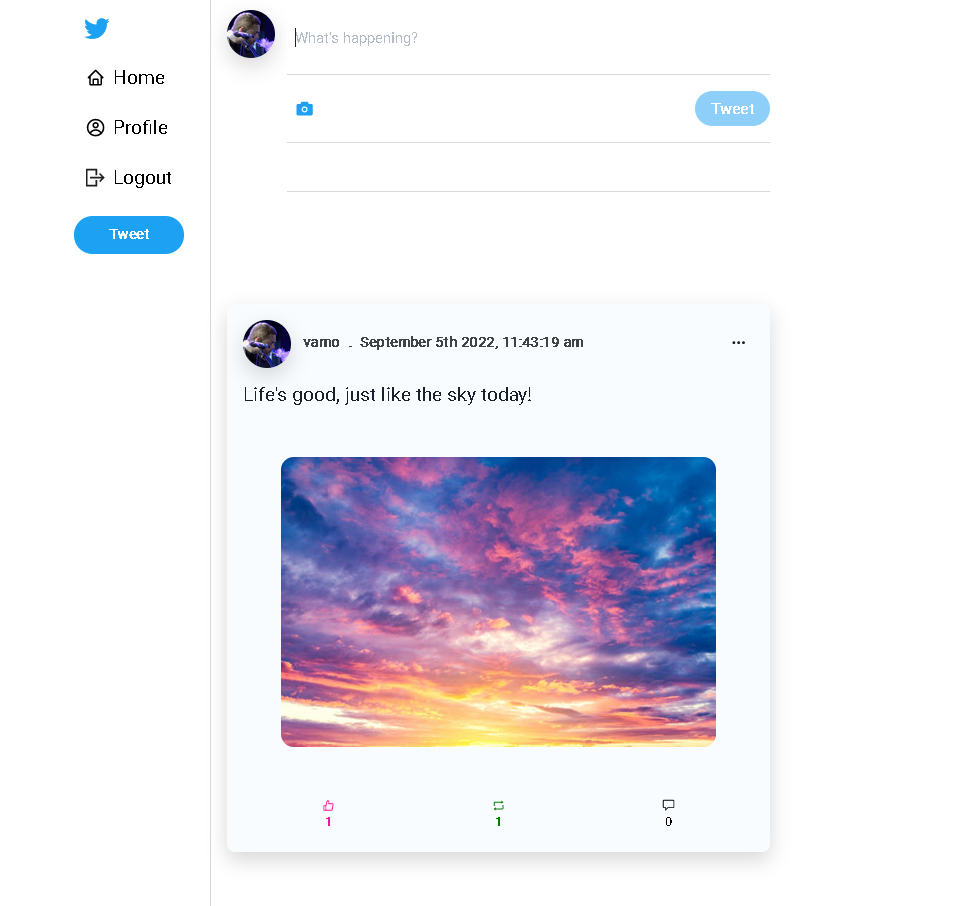 What's happening?
Home
Tweet
Profile
Logout
Tweet
varno . September 5th 2022, 11:43:19 am
Life's good, just like the sky today!
1 1 0